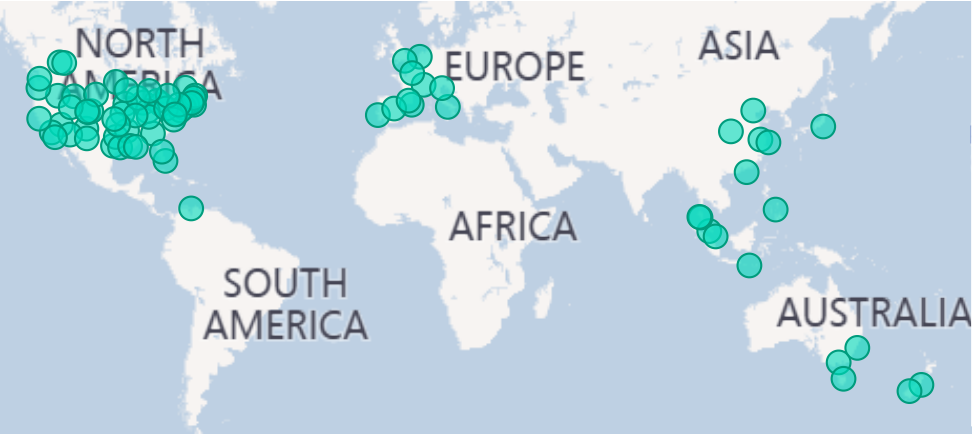 NORTH
AMERICA
EUROPE
ASIA
AFRICA
SOUTH
AMERICA
AUSTRALIA